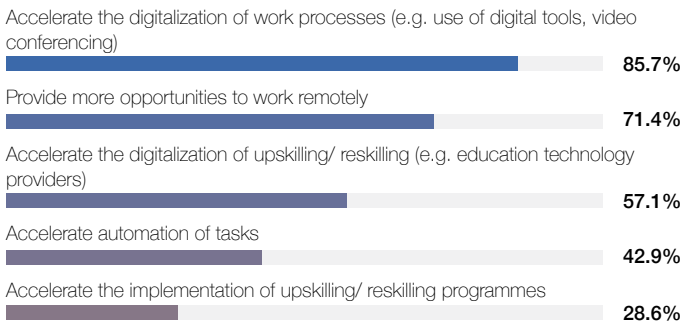 Accelerate the digitalization of work processes (e.g. use of digital tools, video
conferencing)
85.7%
Provide more opportunities to work remotely
71.4%
Accelerate the digitalization of upskilling/ reskilling (e.g. education technology
providers)
57.1%
Accelerate automation of tasks
42.9%
Accelerate the implementation of upskilling/ reskilling programmes
28.6%